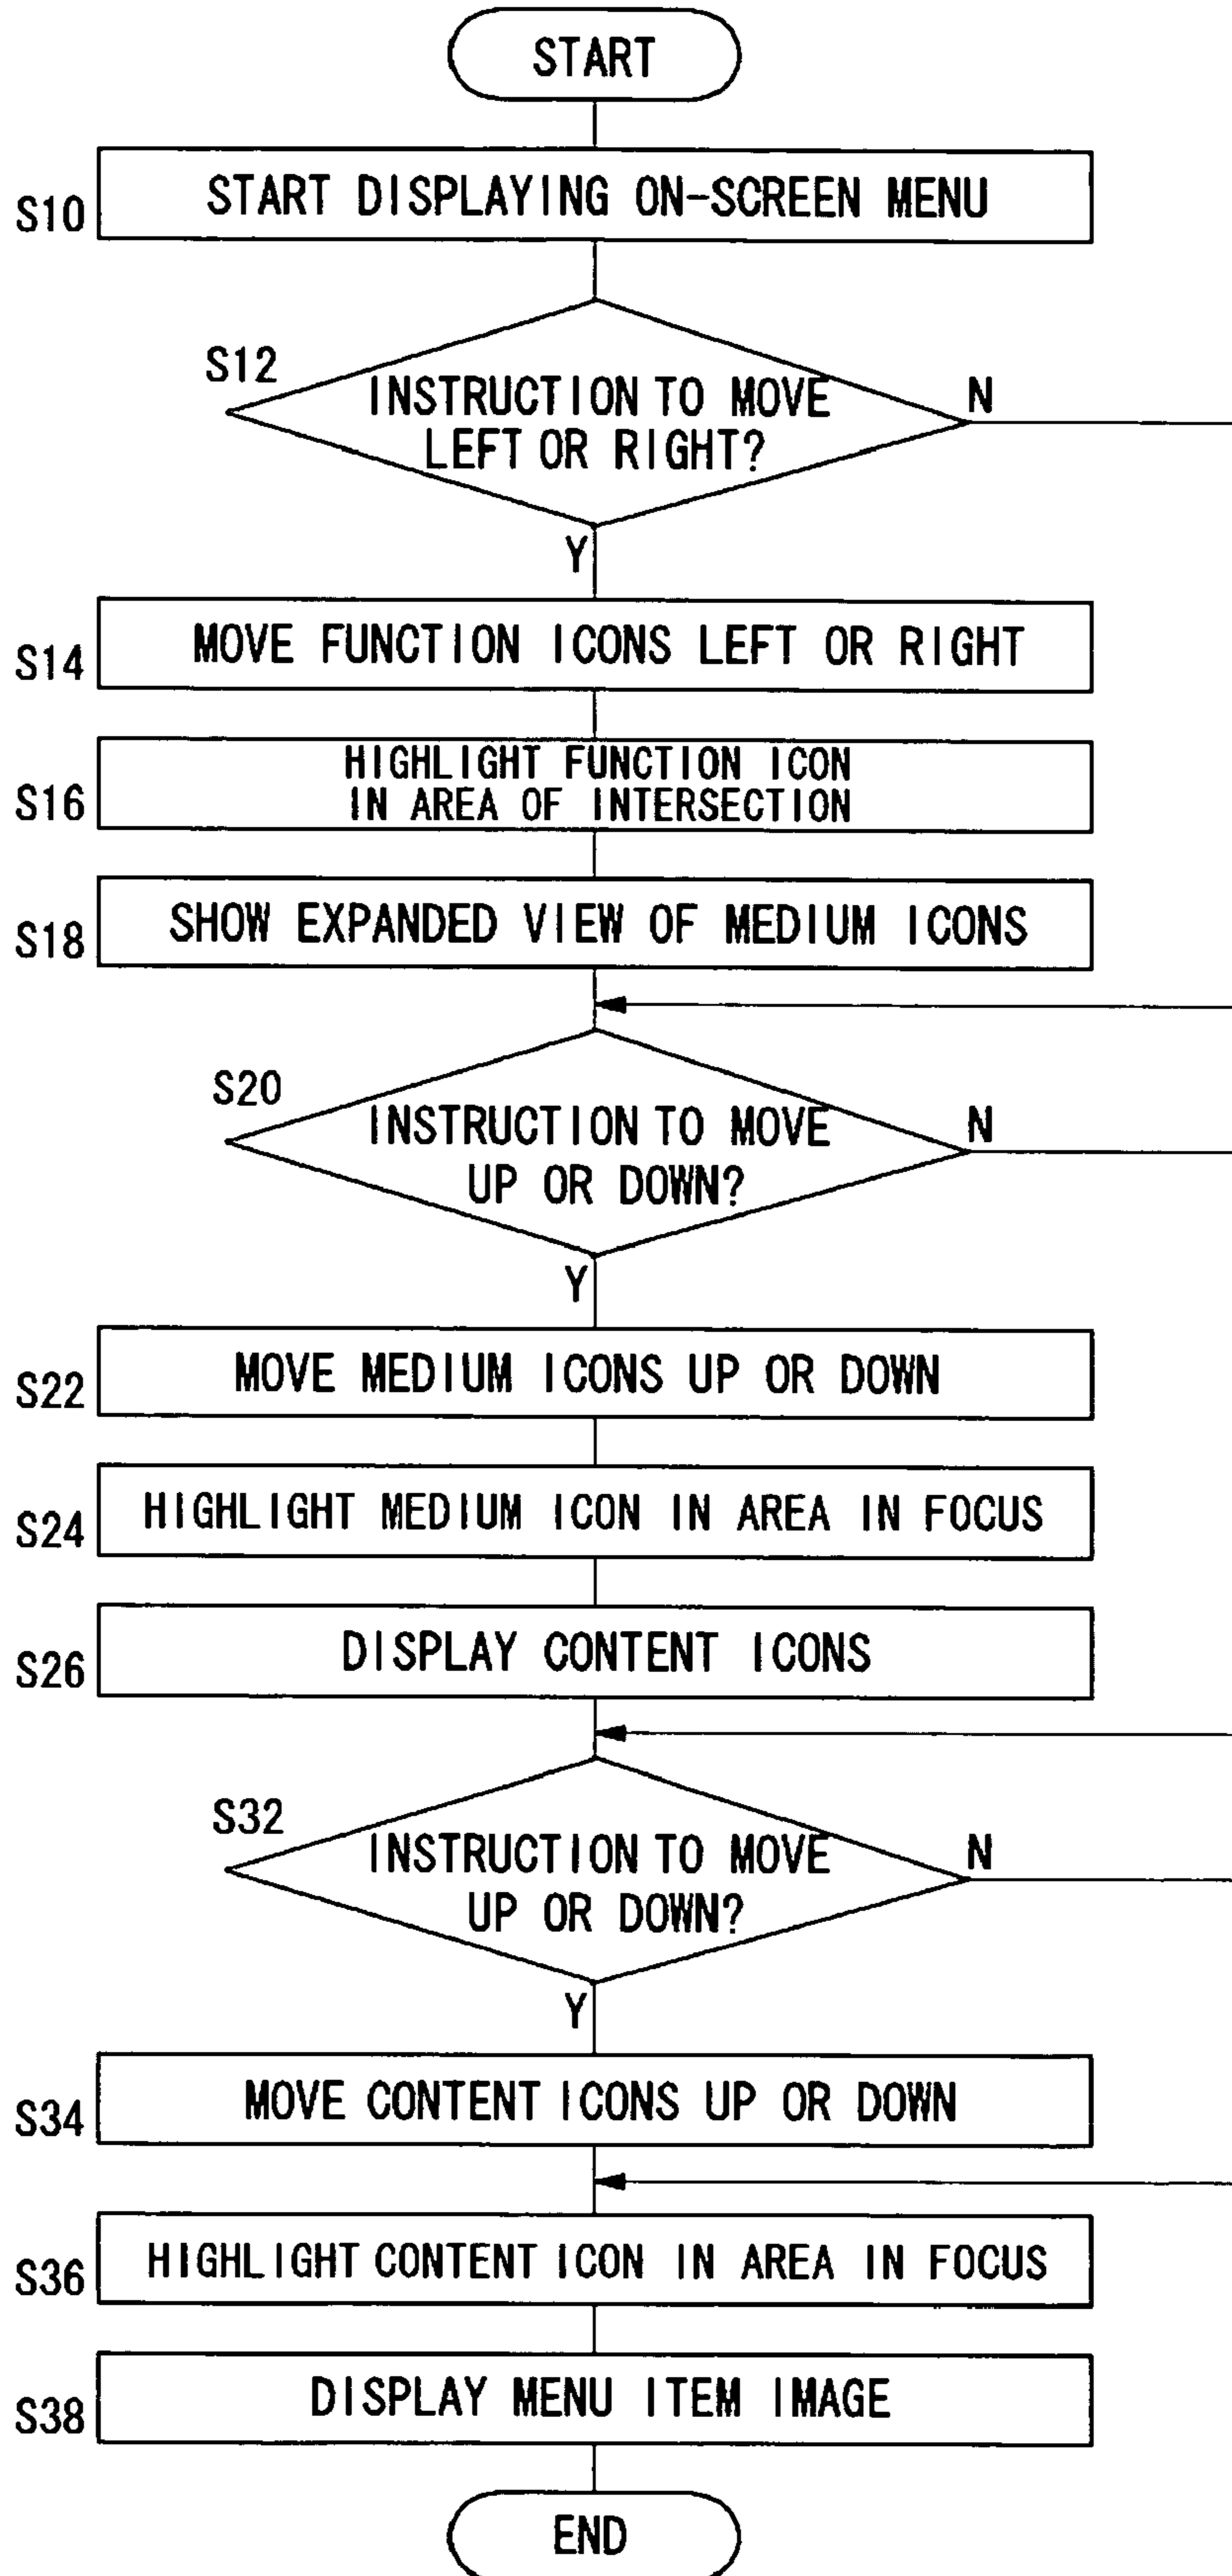 START
S10
START DISPLAYING ON-SCREEN MENU
S12
INSTRUCTION TO MOVE
LEFT OR RIGHT?
N
Y
S14
MOVE FUNCTION ICONS LEFT OR RIGHT
S16
HIGHLIGHT FUNCTION ICON
IN AREA OF INTERSECTION
S18
SHOW EXPANDED VIEW OF MEDIUM ICONS
S20
INSTRUCTION TO MOVE
UP OR DOWN?
N
Y
S22
MOVE MEDIUM ICONS UP OR DOWN
S24
HIGHLIGHT MEDIUM ICON IN AREA IN FOCUS
S26
DISPLAY CONTENT ICONS
S32
INSTRUCTION TO MOVE
UP OR DOWN?
N
Y
S34
MOVE CONTENT ICONS UP OR DOWN
S36
HIGHLIGHT CONTENT ICON IN AREA IN FOCUS
S38
DISPLAY MENU ITEM IMAGE
END